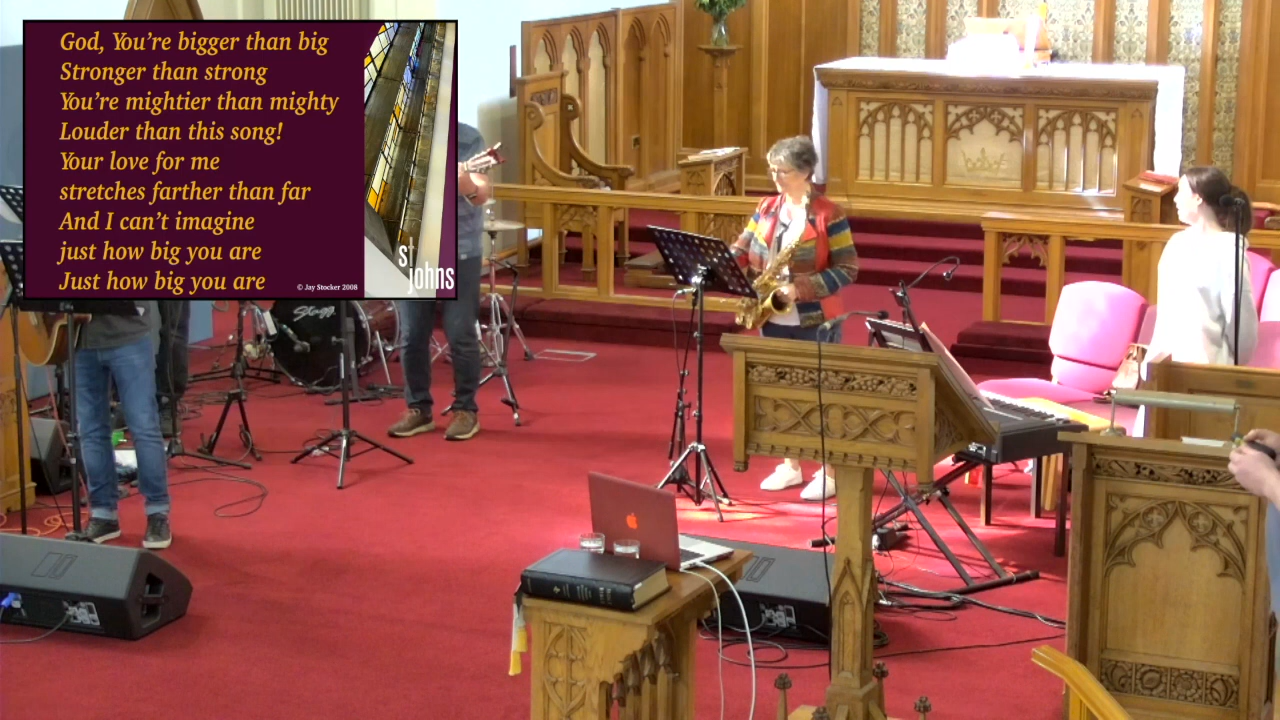 God, You're bigger than big
Stronger than strong
You're mightier than mighty
Louder than this song!
Your love for me
stretches farther than far
And I can't imagine
just how big you are
Just how big you are
© Jay Stocker 2008
st
johns
Stagg